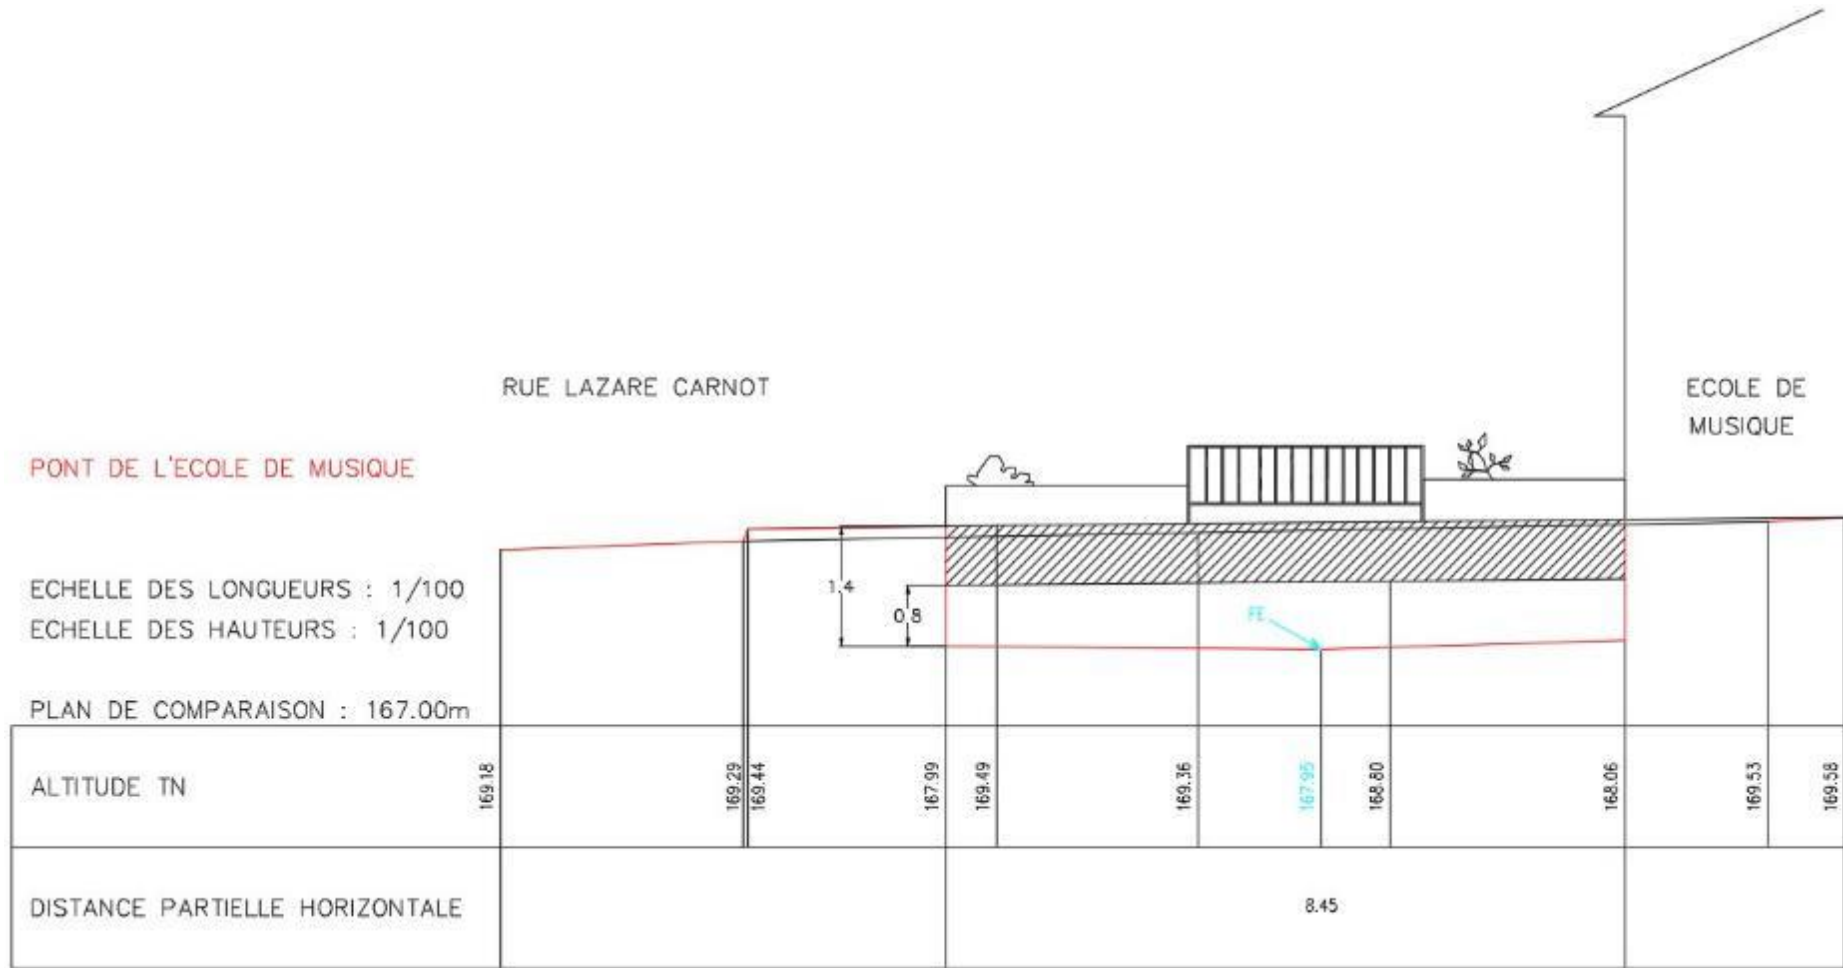 RUE LAZARE CARNOT
ECOLE DE
MUSIQUE
PONT DE L'ECOLE DE MUSIQUE
ECHELLE DES LONGUEURS : 1/100
ECHELLE DES HAUTEURS : 1/100
1.4
0.8
FE
PLAN DE COMPARAISON : 167.00m
ALTITUDE TN
169.18
169.29
169.44
167.99
169.49
169.36
167.95
168.80
168.06
169.53
169.58
DISTANCE PARTIELLE HORIZONTALE
8.45